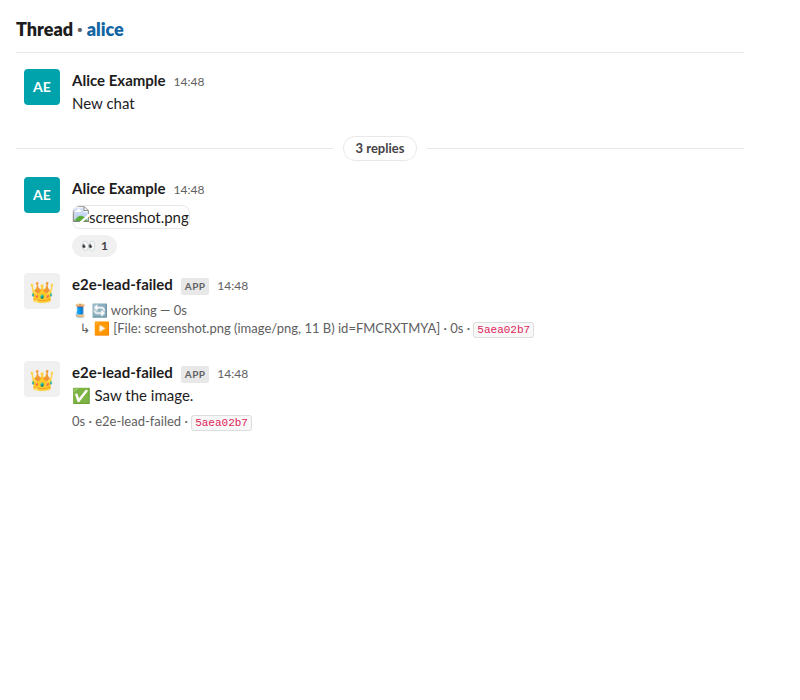 Thread • alice
AE
Alice Example 14:48
New chat
3 replies
AE
Alice Example 14:48
screenshot.png
👀 1
e2e-lead-failed APP 14:48
🧵 🔄 working — 0s
↳ ▶️ [File: screenshot.png (image/png, 11 B) id=FMCRXTMYA] · 0s · 5aea02b7
e2e-lead-failed APP 14:48
✅ Saw the image.
0s · e2e-lead-failed · 5aea02b7